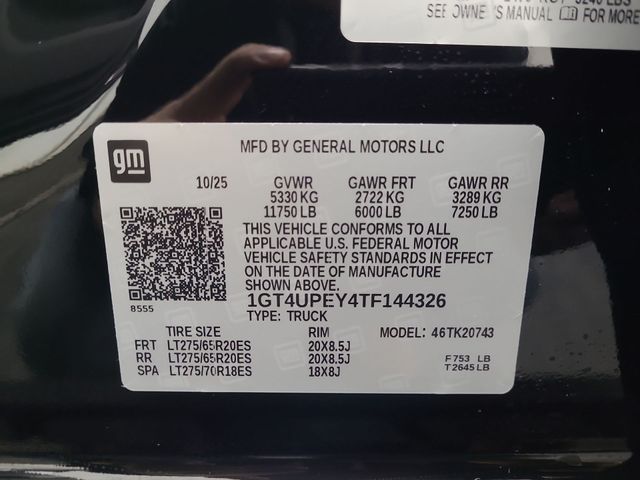 SEE OWNER'S MANUAL FOR MORE
gm
MFD BY GENERAL MOTORS LLC
10/25 GVWR GAWR FRT GAWR RR
5330 KG 2722 KG 3289 KG
11750 LB 6000 LB 7250 LB
THIS VEHICLE CONFORMS TO ALL
APPLICABLE U.S. FEDERAL MOTOR
VEHICLE SAFETY STANDARDS IN EFFECT
ON THE DATE OF MANUFACTURE
SHOWN ABOVE.
8555
1GT4UPEY4TF144326
TYPE: TRUCK
TIRE SIZE RIM MODEL: 46TK20743
FRT LT275/65R20ES 20X8.5J
RR LT275/65R20ES 20X8.5J F 753 LB
SPA LT275/70R18ES 18X8J T 2645 LB